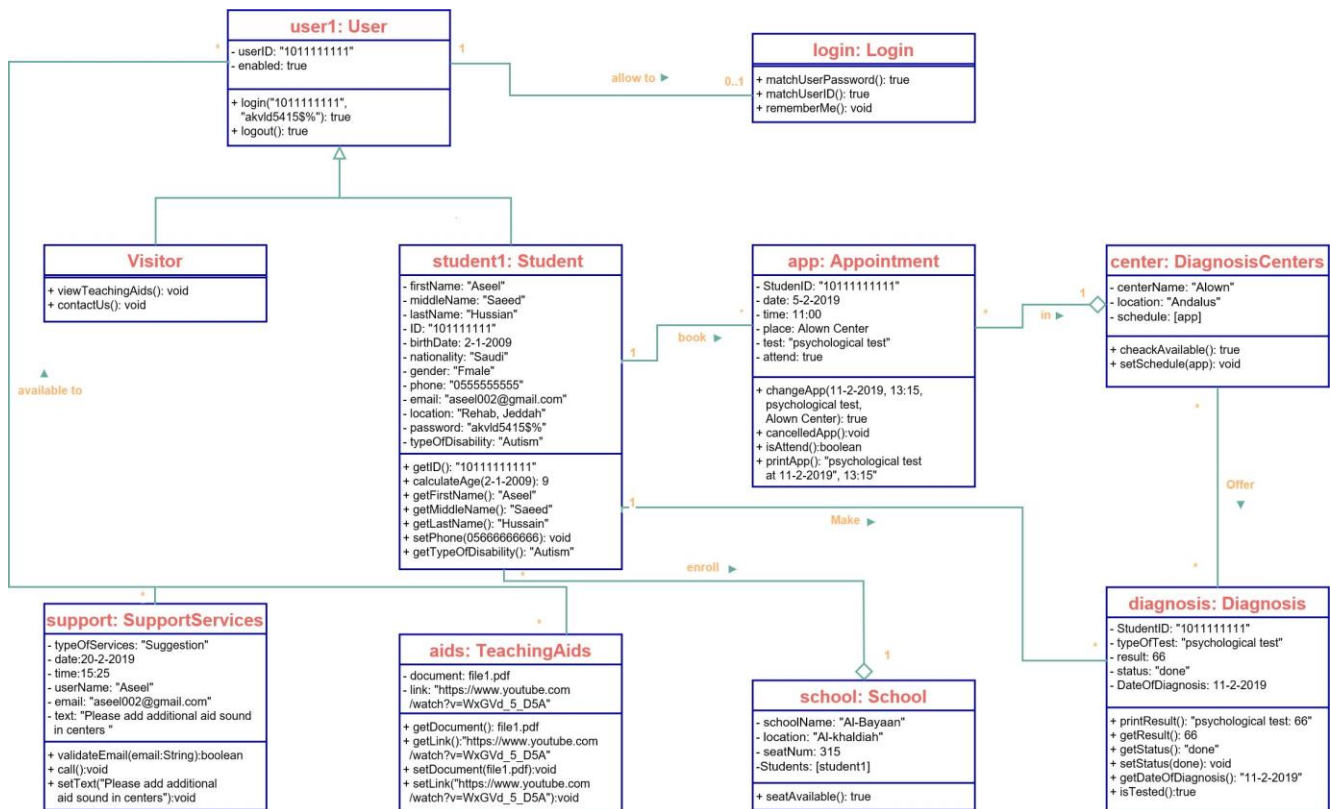 user1: User
- userID: "1011111111"
- enabled: true
+ login("1011111111",
"akvld5415$%"): true
+ logout(): true
*
1
allow to ►
0..1
login: Login
+ matchUserPassword(): true
+ matchUserID(): true
+ rememberMe(): void
Visitor
+ viewTeachingAids(): void
+ contactUs(): void
▲
available to
student1: Student
- firstName: "Aseel"
- middleName: "Saeed"
- lastName: "Hussian"
- ID: "101111111"
- birthDate: 2-1-2009
- nationality: "Saudi"
- gender: "Fmale"
- phone: "0555555555"
- email: "aseel002@gmail.com"
- location: "Rehab, Jeddah"
- password: "akvld5415$%"
- typeOfDisability: "Autism"
+ getID(): "10111111111"
+ calculateAge(2-1-2009): 9
+ getFirstName(): "Aseel"
+ getMiddleName(): "Saeed"
+ getLastName(): "Hussain"
+ setPhone(05666666666): void
+ getTypeOfDisability(): "Autism"
1
book ►
*
app: Appointment
- StudenID: "10111111111"
- date: 5-2-2019
- time: 11:00
- place: Alown Center
- test: "psychological test"
- attend: true
+ changeApp(11-2-2019, 13:15,
psychological test,
Alown Center): true
+ cancelledApp():void
+ isAttend():boolean
+ printApp(): "psychological test
at 11-2-2019", 13:15"
*
in ►
1
center: DiagnosisCenters
- centerName: "Alown"
- location: "Andalus"
- schedule: [app]
+ cheackAvailable(): true
+ setSchedule(app): void
*
Offer
▼
*
1
Make ►
*
*
enroll ►
1
*
support: SupportServices
- typeOfServices: "Suggestion"
- date:20-2-2019
- time:15:25
- userName: "Aseel"
- email: "aseel002@gmail.com"
- text: "Please add additional aid sound
in centers "
+ validateEmail(email:String):boolean
+ call():void
+ setText("Please add additional
aid sound in centers"):void
*
aids: TeachingAids
- document: file1.pdf
- link: "https://www.youtube.com
/watch?v=WxGVd_5_D5A"
+ getDocument(): file1.pdf
+ getLink():"https://www.youtube.com
/watch?v=WxGVd_5_D5A"
+ setDocument(file1.pdf):void
+ setLink("https://www.youtube.com
/watch?v=WxGVd_5_D5A"):void
school: School
- schoolName: "Al-Bayaan"
- location: "Al-khaldiah"
- seatNum: 315
-Students: [student1]
+ seatAvailable(): true
diagnosis: Diagnosis
- StudentID: "1011111111"
- typeOfTest: "psychological test"
- result: 66
- status: "done"
- DateOfDiagnosis: 11-2-2019
+ printResult(): "psychological test: 66"
+ getResult(): 66
+ getStatus(): "done"
+ setStatus(done): void
+ getDateOfDiagnosis(): "11-2-2019"
+ isTested():true